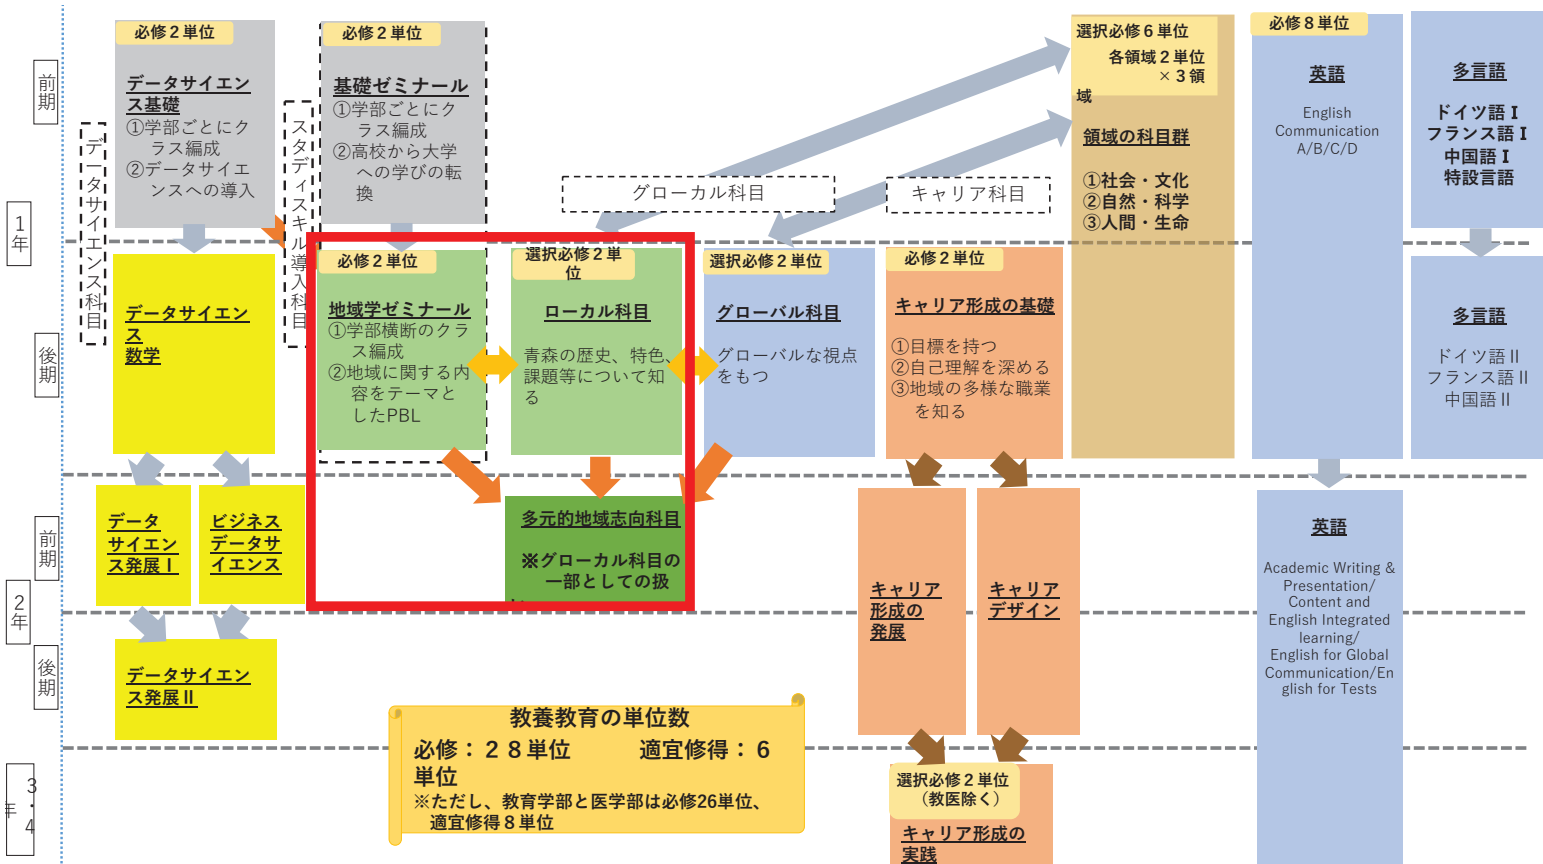 前期
1年
後期
前期
2年
後期
3・4年
データサイエンス科目
必修２単位
データサイエン
ス基礎
①学部ごとにク
ラス編成
②データサイエ
ンスへの導入
スタディスキル導入科目
必修２単位
基礎ゼミナール
①学部ごとにク
ラス編成
②高校から大学
への学びの転
換
グローカル科目
キャリア科目
選択必修６単位
各領域２単位
×３領
域
領域の科目群
①社会・文化
②自然・科学
③人間・生命
必修８単位
英語
English
Communication
A/B/C/D
多言語
ドイツ語Ⅰ
フランス語Ⅰ
中国語Ⅰ
特設言語
データサイエン
ス
数学
必修２単位
地域学ゼミナール
①学部横断のクラ
ス編成
②地域に関する内
容をテーマと
したPBL
選択必修２単
位
ローカル科目
青森の歴史、特色、
課題等について知
る
選択必修２単位
グローバル科目
グローバルな視点
をもつ
必修２単位
キャリア形成の基礎
①目標を持つ
②自己理解を深める
③地域の多様な職業
を知る
多言語
ドイツ語Ⅱ
フランス語Ⅱ
中国語Ⅱ
データ
サイエン
ス発展Ⅰ
ビジネス
データサ
イエンス
多元的地域志向科目
※グローカル科目の
一部としての扱
キャリア
形成の
発展
キャリア
デザイン
英語
Academic Writing &
Presentation/
Content and
English Integrated
learning/
English for Global
Communication/En
glish for Tests
データサイエン
ス発展Ⅱ
教養教育の単位数
必修：２８単位　　　適宜修得：６
単位
※ただし、教育学部と医学部は必修26単位、
適宜修得８単位
選択必修２単位
（教医除く）
キャリア形成の
実践